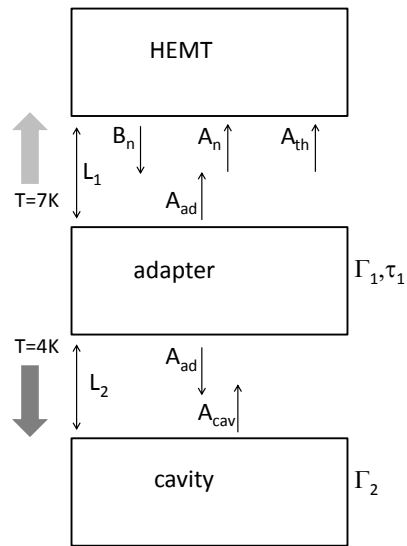 HEMT
B_n
A_n
A_th
L_1
T=7K
A_ad
adapter
Γ_1,τ_1
T=4K
A_ad
L_2
A_cav
cavity
Γ_2